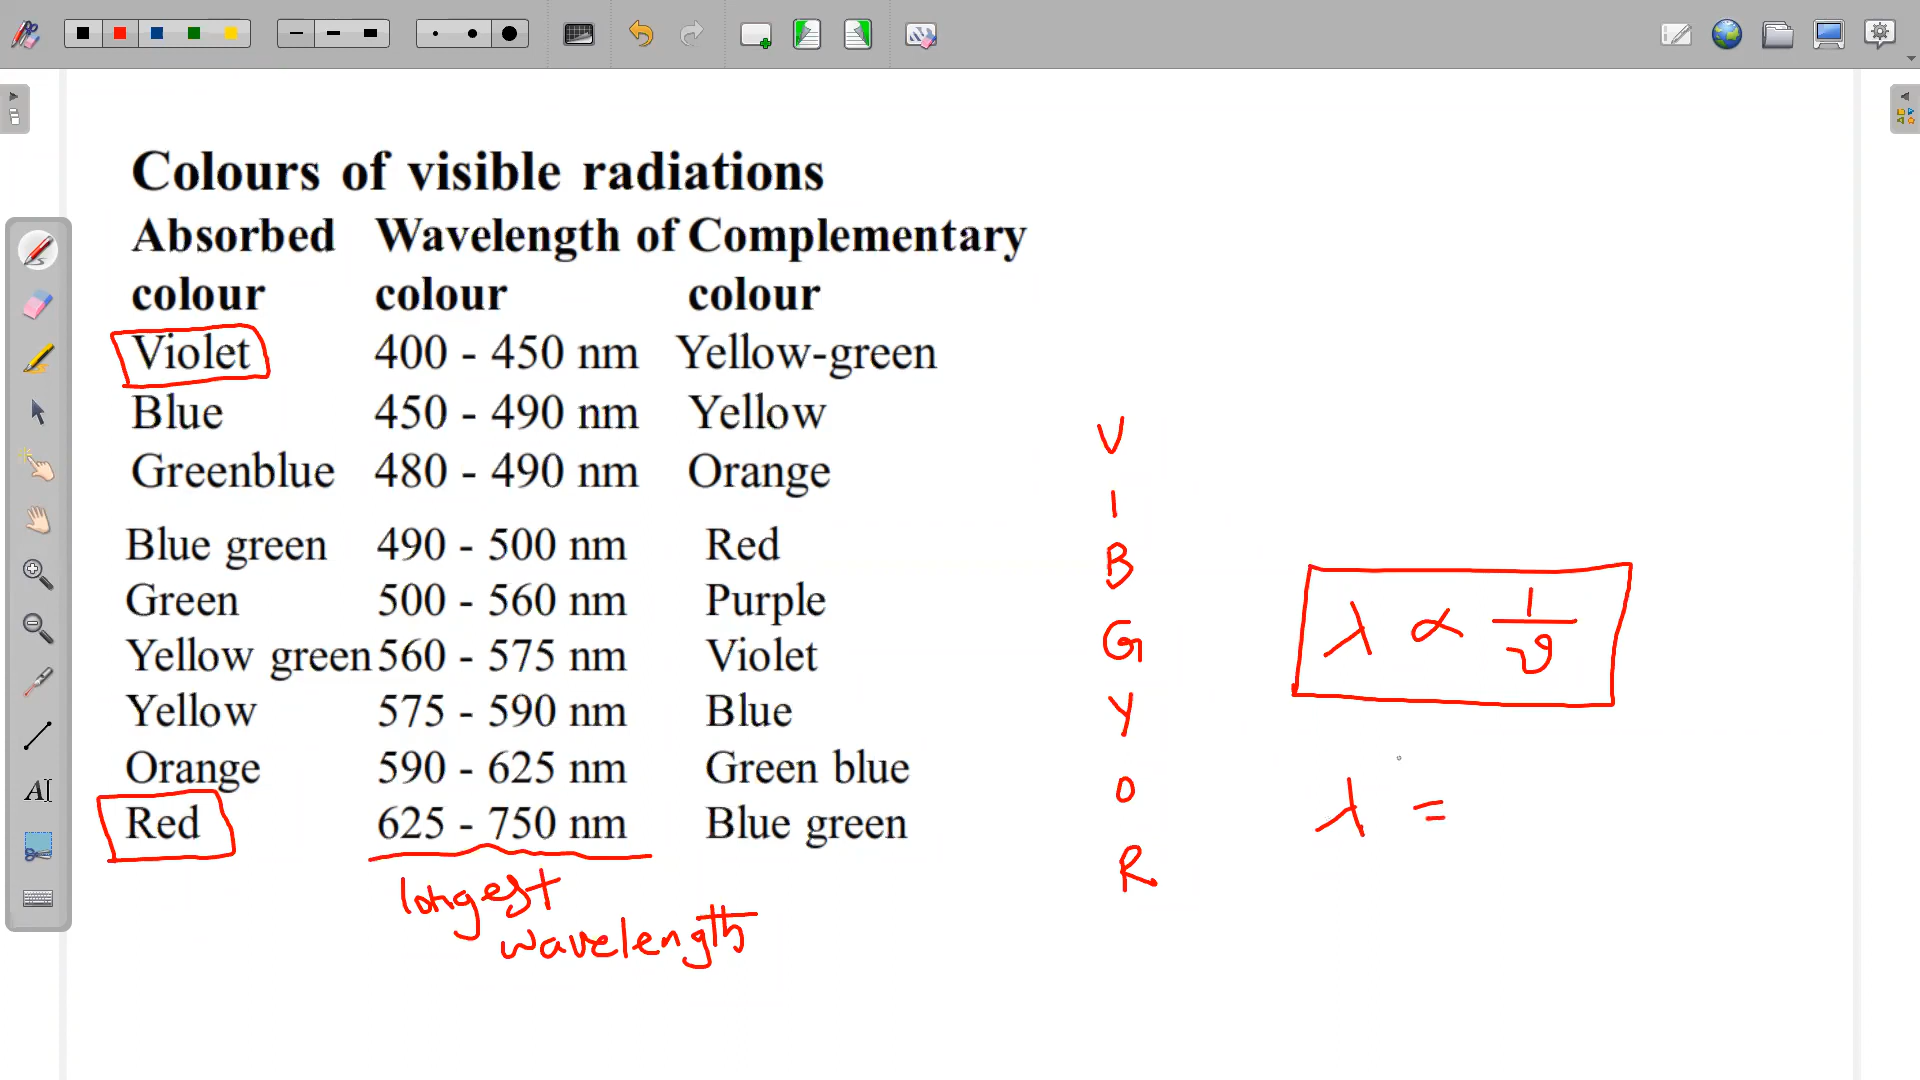 Colours of visible radiations
Absorbed colour Wavelength of colour Complementary colour
Violet 400 - 450 nm Yellow-green
Blue 450 - 490 nm Yellow
Greenblue 480 - 490 nm Orange
Blue green 490 - 500 nm Red
Green 500 - 560 nm Purple
Yellow green 560 - 575 nm Violet
Yellow 575 - 590 nm Blue
Orange 590 - 625 nm Green blue
Red 625 - 750 nm Blue green
longest
wavelength
V
I
B
G
Y
O
R
λ ∝ 1/ϑ
λ =